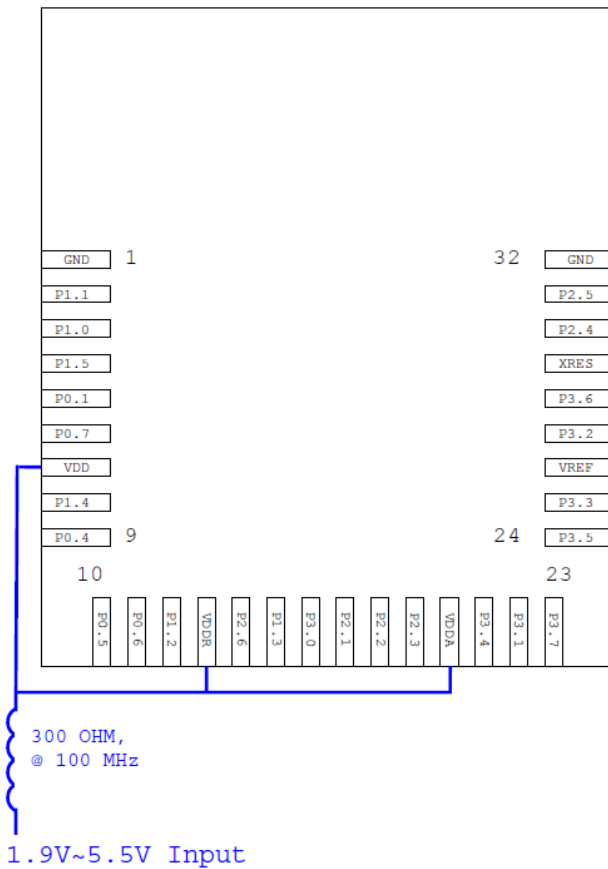 GND 1 32 GND
P1.1 P2.5
P1.0 P2.4
P1.5 XRES
P0.1 P3.6
P0.7 P3.2
VDD VREF
P1.4 P3.3
P0.4 9 24 P3.5
10 23
P0.5 P0.6 P1.2 VDDR P2.6 P1.3 P3.0 P2.1 P2.2 P2.3 VDDA P3.4 P3.1 P3.7
300 OHM,
@ 100 MHz
1.9V~5.5V Input